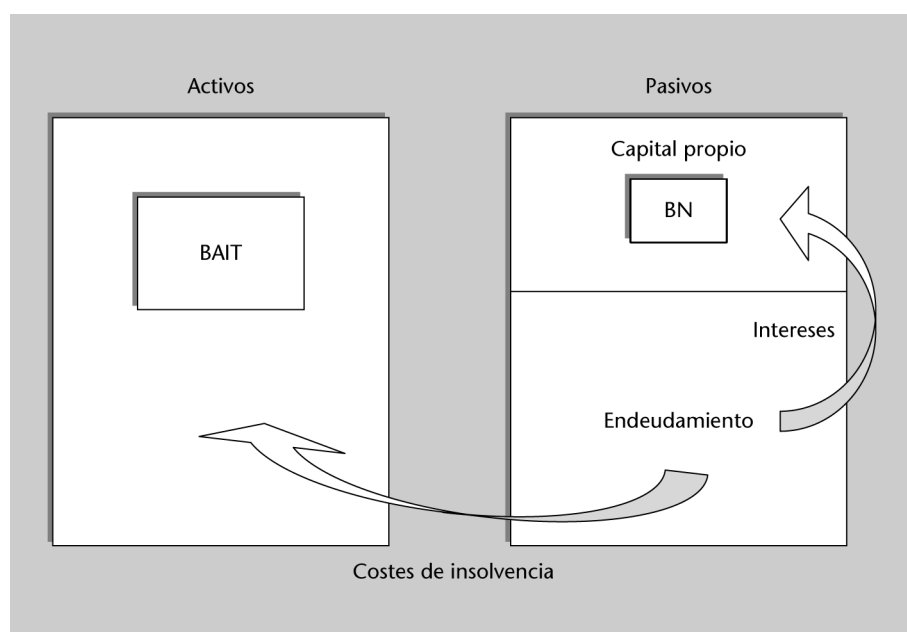 Activos
Pasivos
Capital propio
BN
BAIT
Intereses
Endeudamiento
Costes de insolvencia